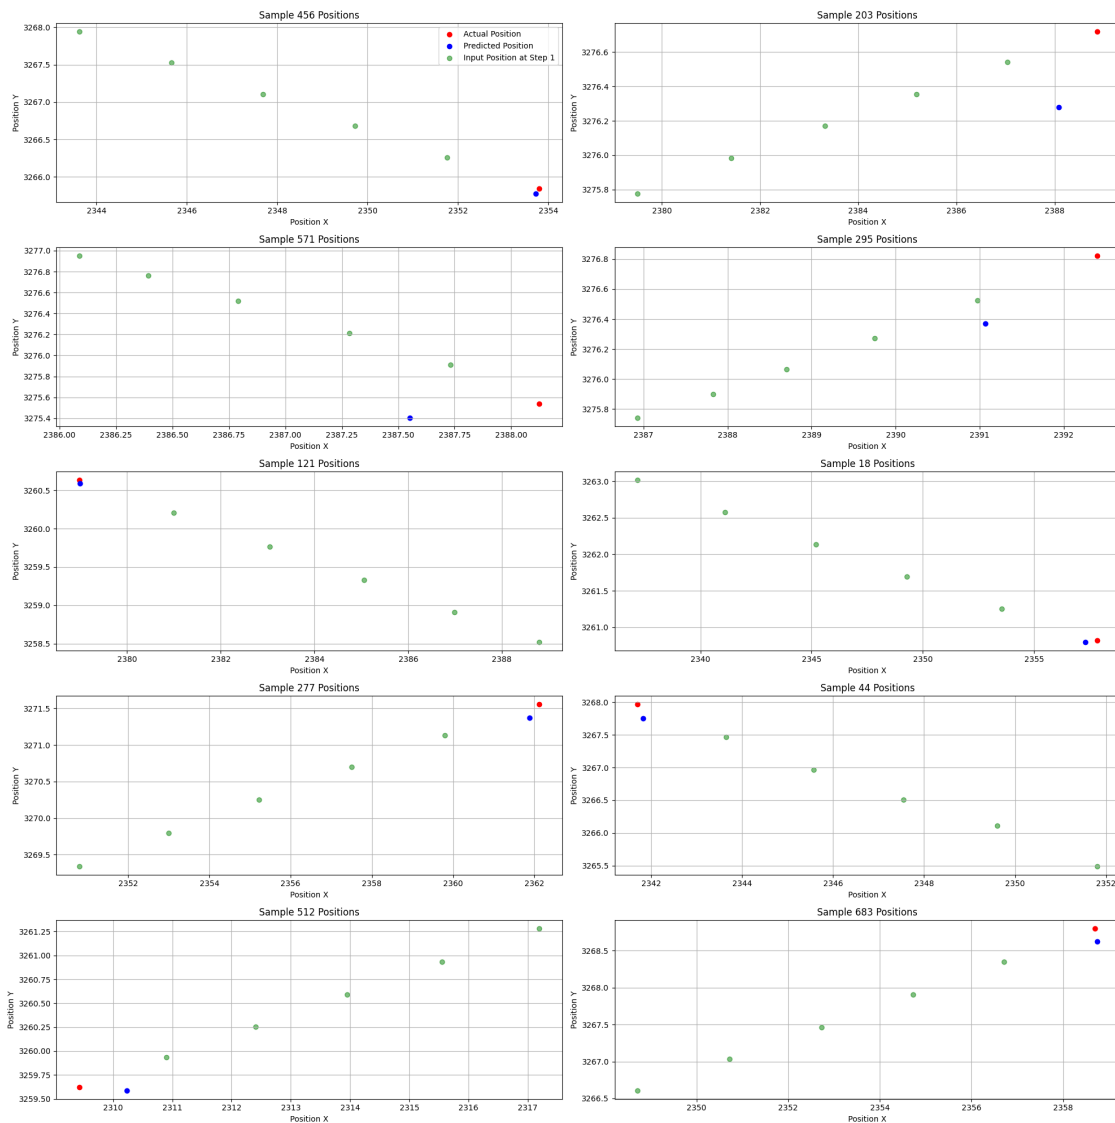 Sample 456 Positions
Position Y
3268.0
3267.5
3267.0
3266.5
3266.0
2344 2346 2348 2350 2352 2354
Position X
Actual Position
Predicted Position
Input Position at Step 1
Sample 203 Positions
Position Y
3276.6
3276.4
3276.2
3276.0
3275.8
2380 2382 2384 2386 2388
Position X
Sample 571 Positions
Position Y
3277.0
3276.8
3276.6
3276.4
3276.2
3276.0
3275.8
3275.6
3275.4
2386.00 2386.25 2386.50 2386.75 2387.00 2387.25 2387.50 2387.75 2388.00
Position X
Sample 295 Positions
Position Y
3276.8
3276.6
3276.4
3276.2
3276.0
3275.8
2387 2388 2389 2390 2391 2392
Position X
Sample 121 Positions
Position Y
3260.5
3260.0
3259.5
3259.0
3258.5
2380 2382 2384 2386 2388
Position X
Sample 18 Positions
Position Y
3263.0
3262.5
3262.0
3261.5
3261.0
2340 2345 2350 2355
Position X
Sample 277 Positions
Position Y
3271.5
3271.0
3270.5
3270.0
3269.5
2352 2354 2356 2358 2360 2362
Position X
Sample 44 Positions
Position Y
3268.0
3267.5
3267.0
3266.5
3266.0
3265.5
2342 2344 2346 2348 2350 2352
Position X
Sample 512 Positions
Position Y
3261.25
3261.00
3260.75
3260.50
3260.25
3260.00
3259.75
3259.50
2310 2311 2312 2313 2314 2315 2316 2317
Position X
Sample 683 Positions
Position Y
3268.5
3268.0
3267.5
3267.0
3266.5
2350 2352 2354 2356 2358
Position X